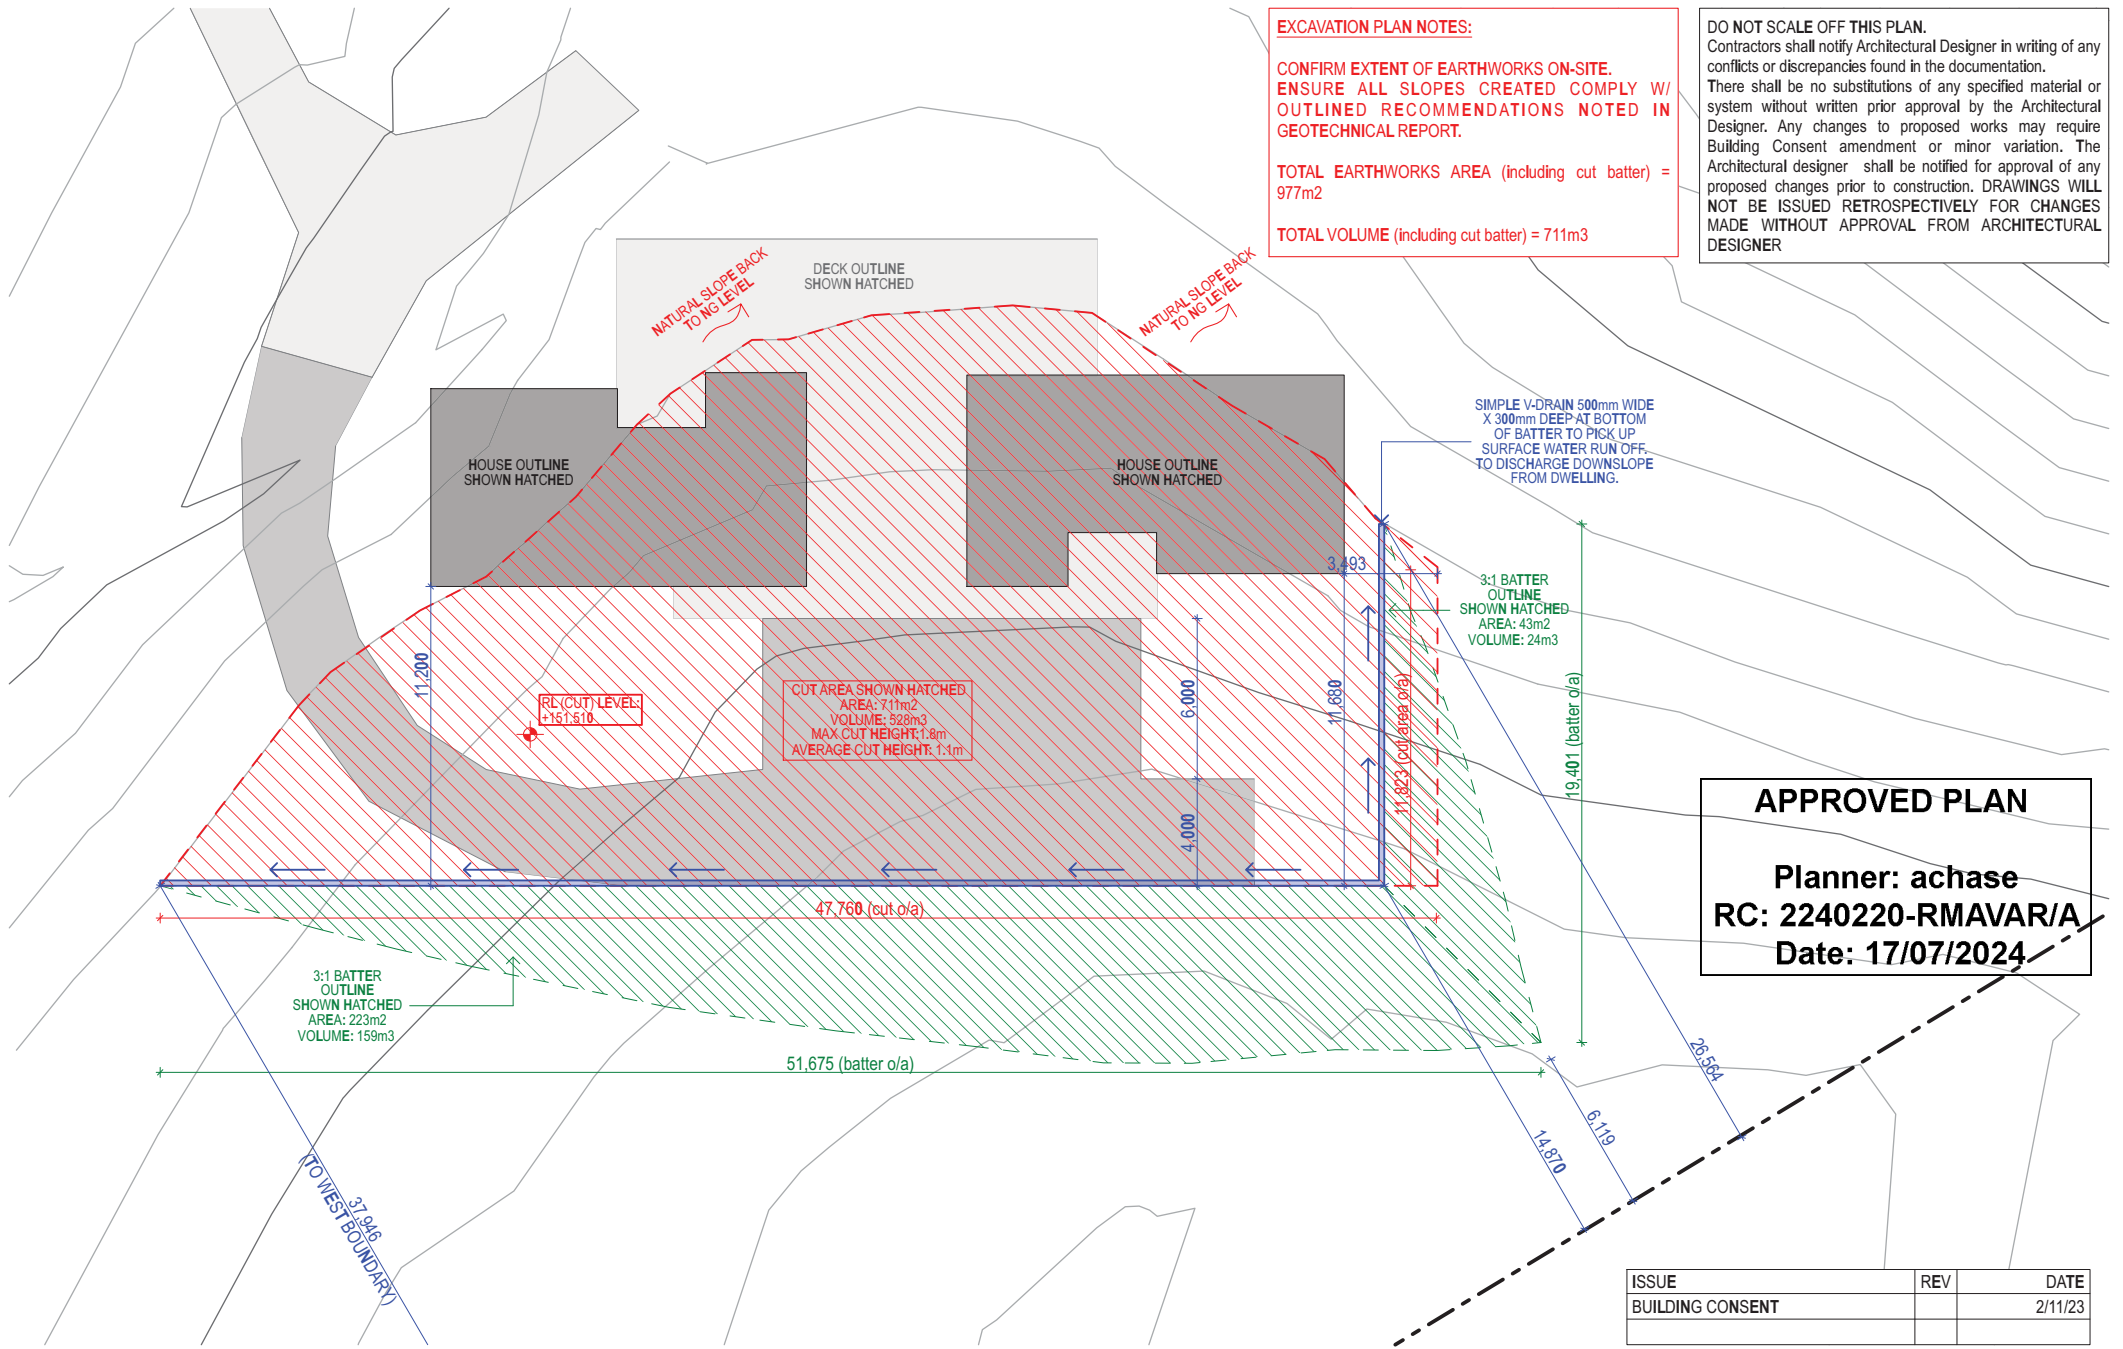 EXCAVATION PLAN NOTES:
CONFIRM EXTENT OF EARTHWORKS ON-SITE.
ENSURE ALL SLOPES CREATED COMPLY W/
OUTLINED RECOMMENDATIONS NOTED IN
GEOTECHNICAL REPORT.
TOTAL EARTHWORKS AREA (including cut batter) =
977m2
TOTAL VOLUME (including cut batter) = 711m3
DO NOT SCALE OFF THIS PLAN.
Contractors shall notify Architectural Designer in writing of any
conflicts or discrepancies found in the documentation.
There shall be no substitutions of any specified material or
system without written prior approval by the Architectural
Designer. Any changes to proposed works may require
Building Consent amendment or minor variation. The
Architectural designer shall be notified for approval of any
proposed changes prior to construction. DRAWINGS WILL
NOT BE ISSUED RETROSPECTIVELY FOR CHANGES
MADE WITHOUT APPROVAL FROM ARCHITECTURAL
DESIGNER
NATURAL SLOPE BACK
TO NG LEVEL
DECK OUTLINE
SHOWN HATCHED
NATURAL SLOPE BACK
TO NG LEVEL
SIMPLE V-DRAIN 500mm WIDE
X 300mm DEEP AT BOTTOM
OF BATTER TO PICK UP
SURFACE WATER RUN OFF.
TO DISCHARGE DOWNSLOPE
FROM DWELLING.
HOUSE OUTLINE
SHOWN HATCHED
HOUSE OUTLINE
SHOWN HATCHED
3,493
3:1 BATTER
OUTLINE
SHOWN HATCHED
AREA: 43m2
VOLUME: 24m3
11,200
RL (CUT) LEVEL:
+151.510
CUT AREA SHOWN HATCHED
AREA: 711m2
VOLUME: 528m3
MAX CUT HEIGHT:1.8m
AVERAGE CUT HEIGHT: 1.1m
6,000
11,680
11,823 (cut area o/a)
19,401 (batter o/a)
4,000
47,760 (cut o/a)
APPROVED PLAN
Planner: achase
RC: 2240220-RMAVAR/A
Date: 17/07/2024
3:1 BATTER
OUTLINE
SHOWN HATCHED
AREA: 223m2
VOLUME: 159m3
51,675 (batter o/a)
26,564
6,119
14,870
37,946
(TO WEST BOUNDARY)
ISSUE REV DATE
BUILDING CONSENT 2/11/23